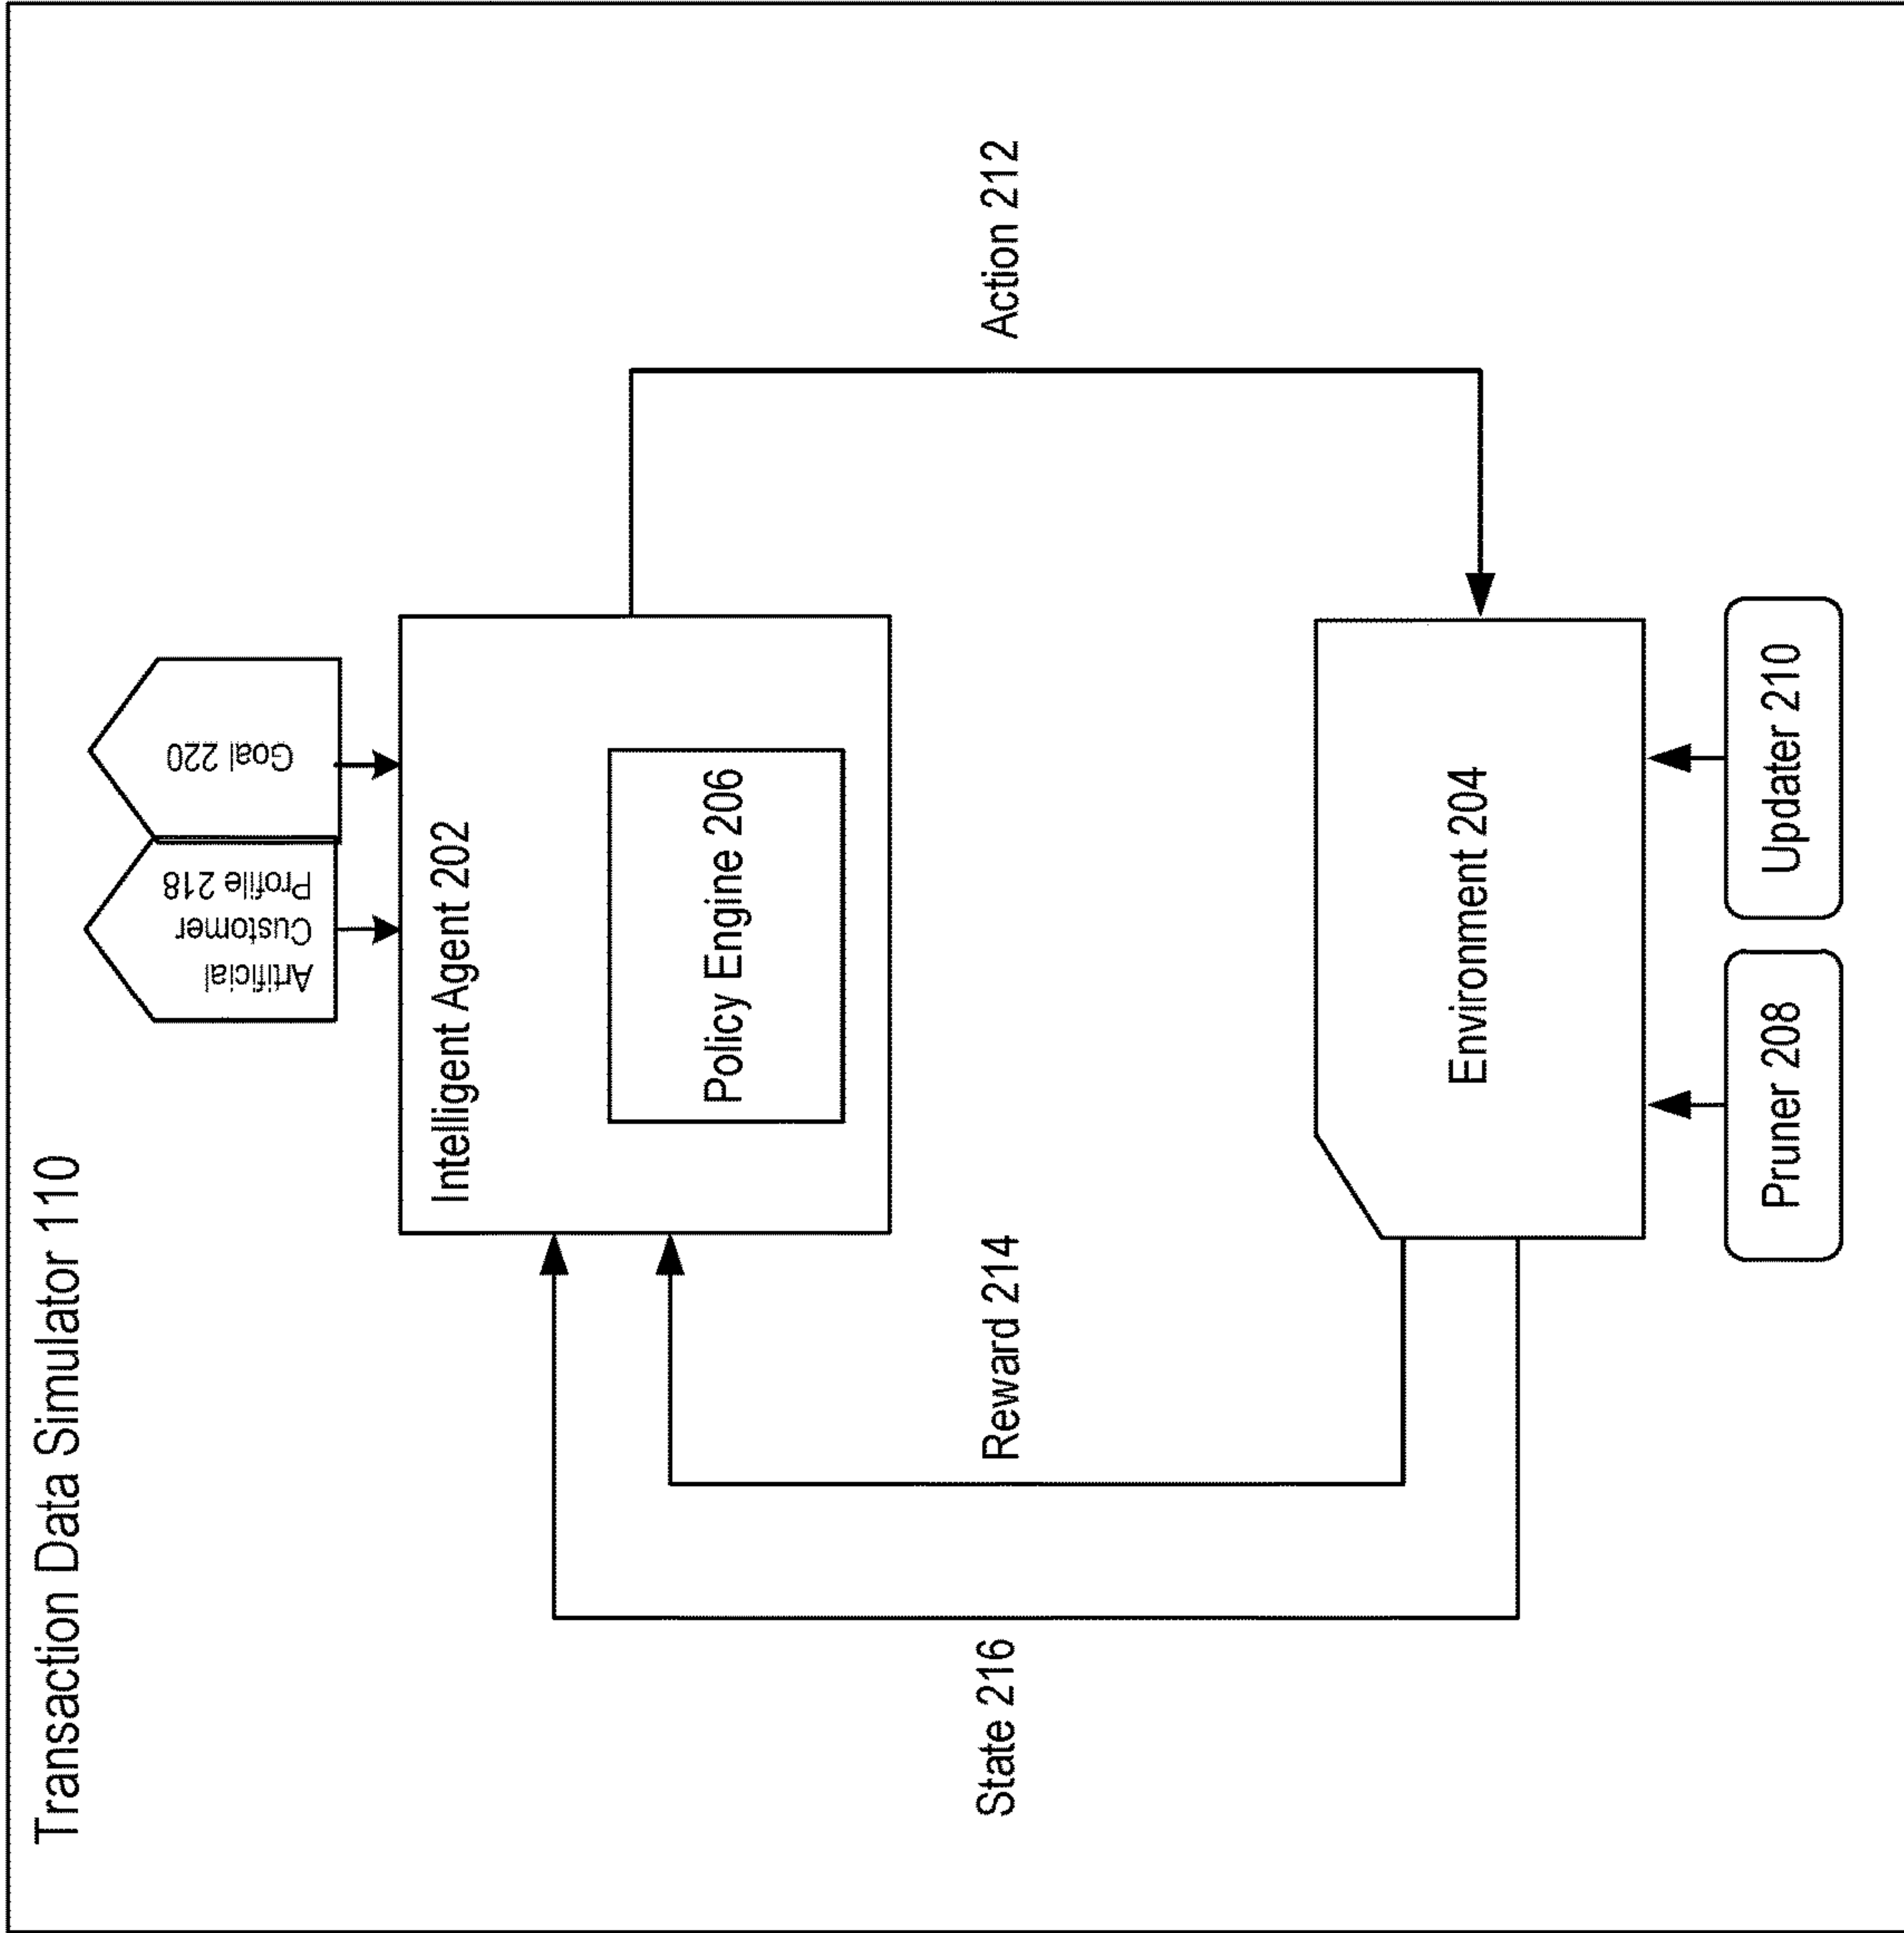 Transaction Data Simulator 110
Artificial
Customer
Profile 218
Goal 220
Intelligent Agent 202
Policy Engine 206
State 216
Reward 214
Action 212
Environment 204
Pruner 208
Updater 210